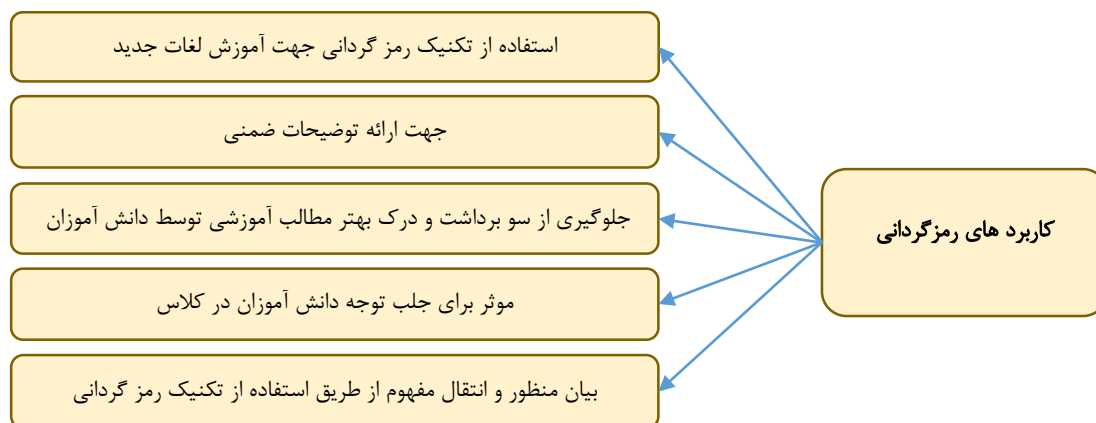 کاربرد های رمزگردانی
استفاده از تکنیک رمز گردانی جهت آموزش لغات جدید
جهت ارائه توضیحات ضمنی
جلوگیری از سو برداشت و درک بهتر مطالب آموزشی توسط دانش آموزان
موثر برای جلب توجه دانش آموزان در کلاس
بیان منظور و انتقال مفهوم از طریق استفاده از تکنیک رمز گردانی